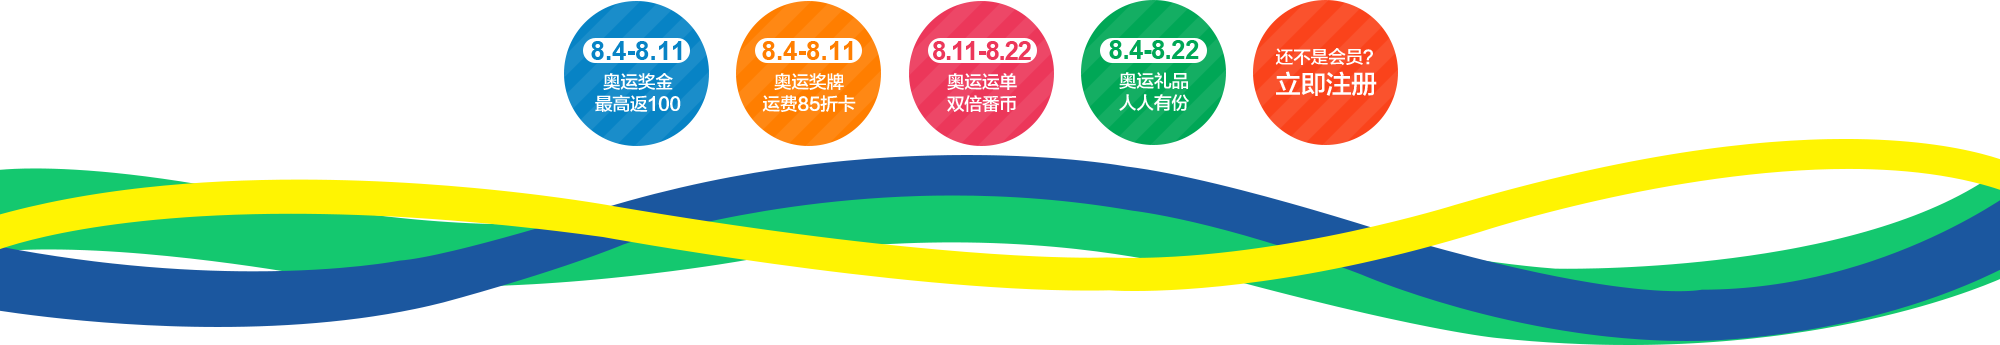 8.4-8.11
奥运奖金
最高返100
8.4-8.11
奥运奖牌
运费85折卡
8.11-8.22
奥运运单
双倍番币
8.4-8.22
奥运礼品
人人有份
还不是会员?
立即注册